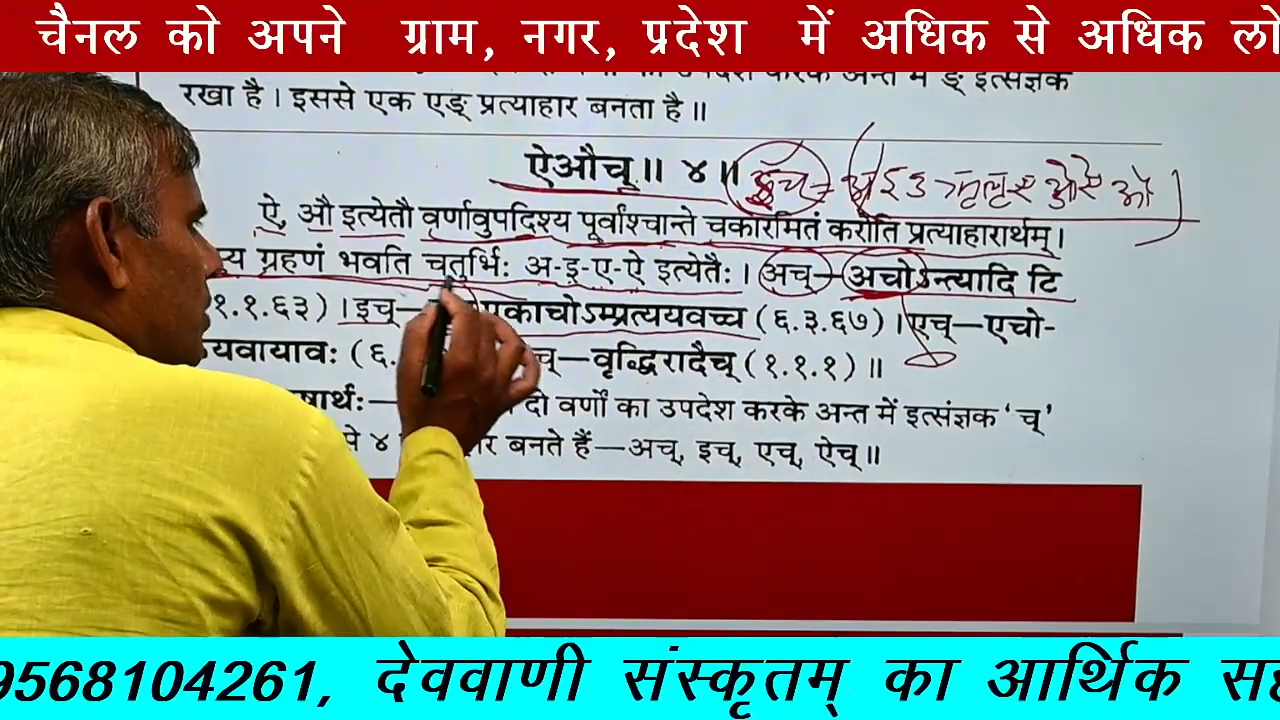 चैनल को अपने ग्राम, नगर, प्रदेश में अधिक से अधिक लो
रखा है । इससे एक एङ् प्रत्याहार बनता है ॥
ऐऔच् ॥ ४ ॥
ऐ, औ इत्येतौ वर्णावुपदिश्य पूर्वांश्चान्ते चकारमितं करोति प्रत्याहारार्थम् ।
ग्रहणं भवति चतुर्भिः अ-इ-ए-ऐ इत्येतैः । अच्—अचोऽन्त्यादि टि
१.१.६३) । इच्— काचोऽम्प्रत्ययवच्च (६.३.६७) । एच्—एचो-
यवायावः (६. च्—वृद्धिरादैच् (१.१.१) ॥
दो वर्णों का उपदेश करके अन्त में इत्संज्ञक ‘च्’
से ४ बनते हैं—अच्, इच्, एच्, ऐच् ॥
9568104261, देववाणी संस्कृतम् का आर्थिक सह